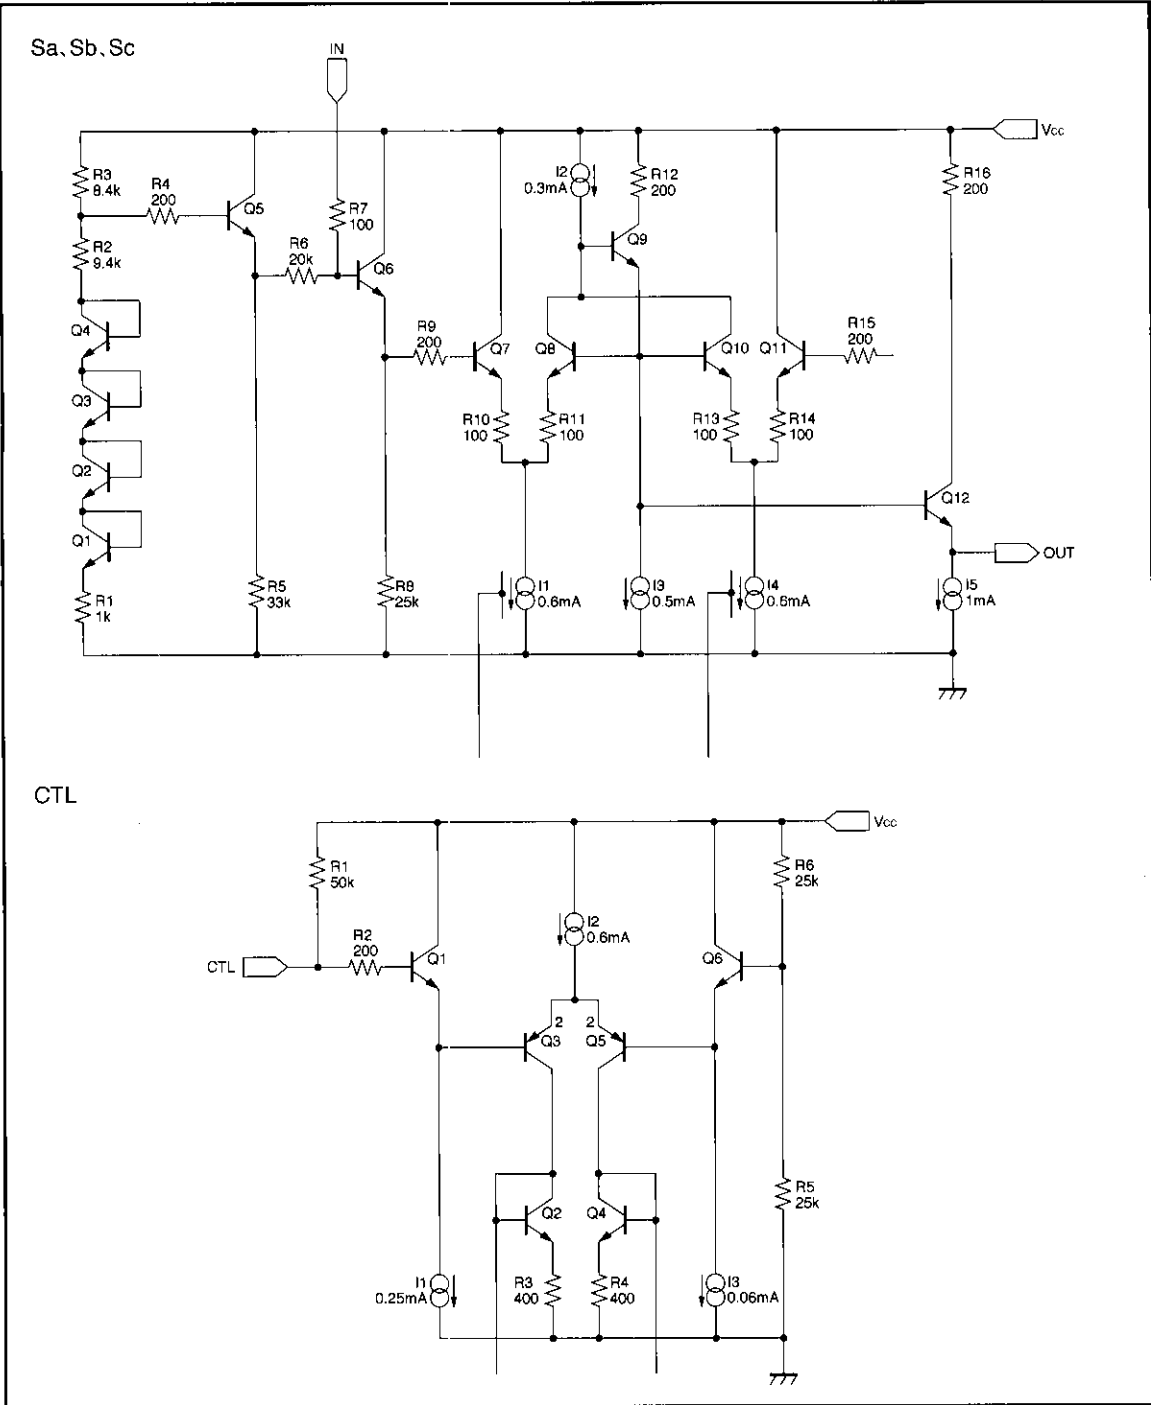 Sa、Sb、Sc
IN
Vcc
R3
8.4k
R4
200
Q5
R7
100
I2
0.3mA
R12
200
R16
200
R2
9.4k
R6
20k
Q6
Q9
Q4
R9
200
Q7
Q8
Q10
Q11
R15
200
Q3
R10
100
R11
100
R13
100
R14
100
Q2
Q12
Q1
OUT
R1
1k
R5
33k
R8
25k
I1
0.6mA
I3
0.5mA
I4
0.6mA
I5
1mA
CTL
Vcc
R1
50k
R6
25k
I2
0.6mA
R2
200
CTL
Q1
Q6
2
2
Q3
Q5
R5
25k
Q2
Q4
I1
0.25mA
R3
400
R4
400
I3
0.06mA